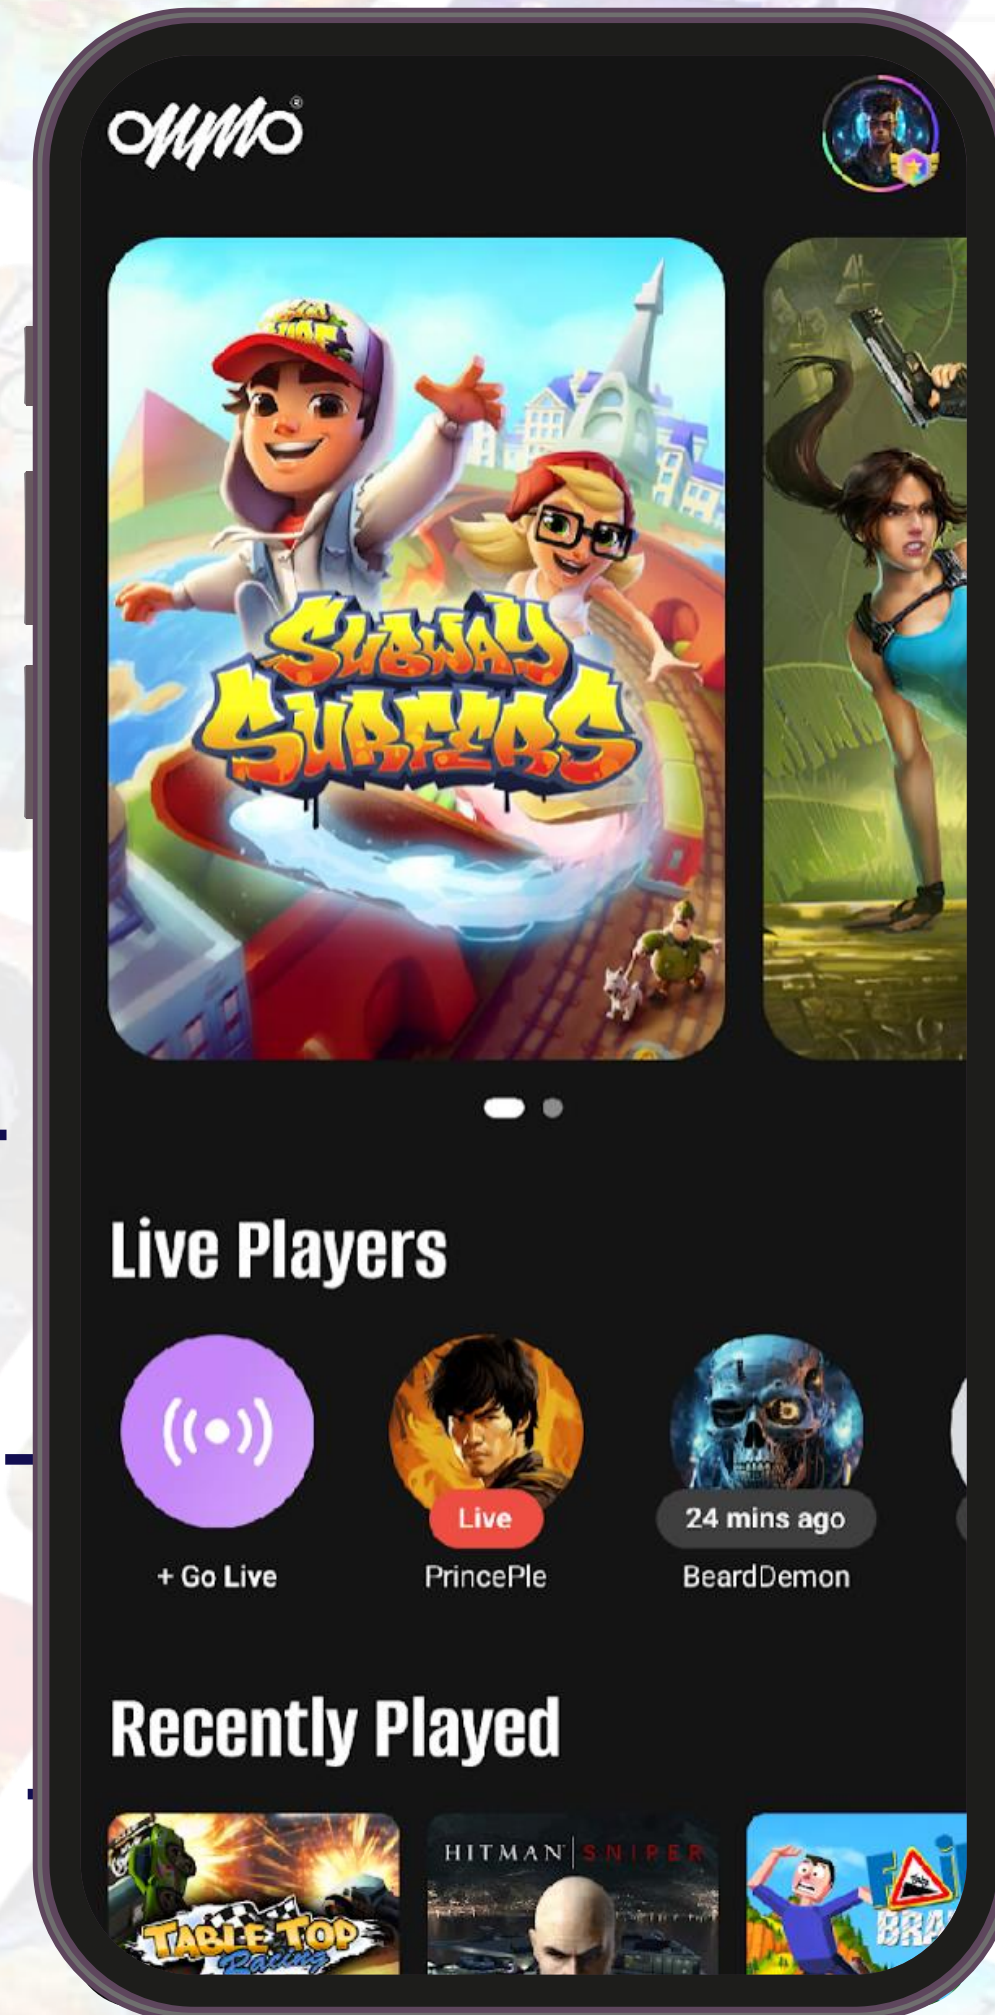 onmo®
SUBWAY
SURFERS
Live Players
Live
24 mins ago
+ Go Live
PrincePle
BeardDemon
Recently Played
TABLE TOP
Racing
HITMAN | SNIPER